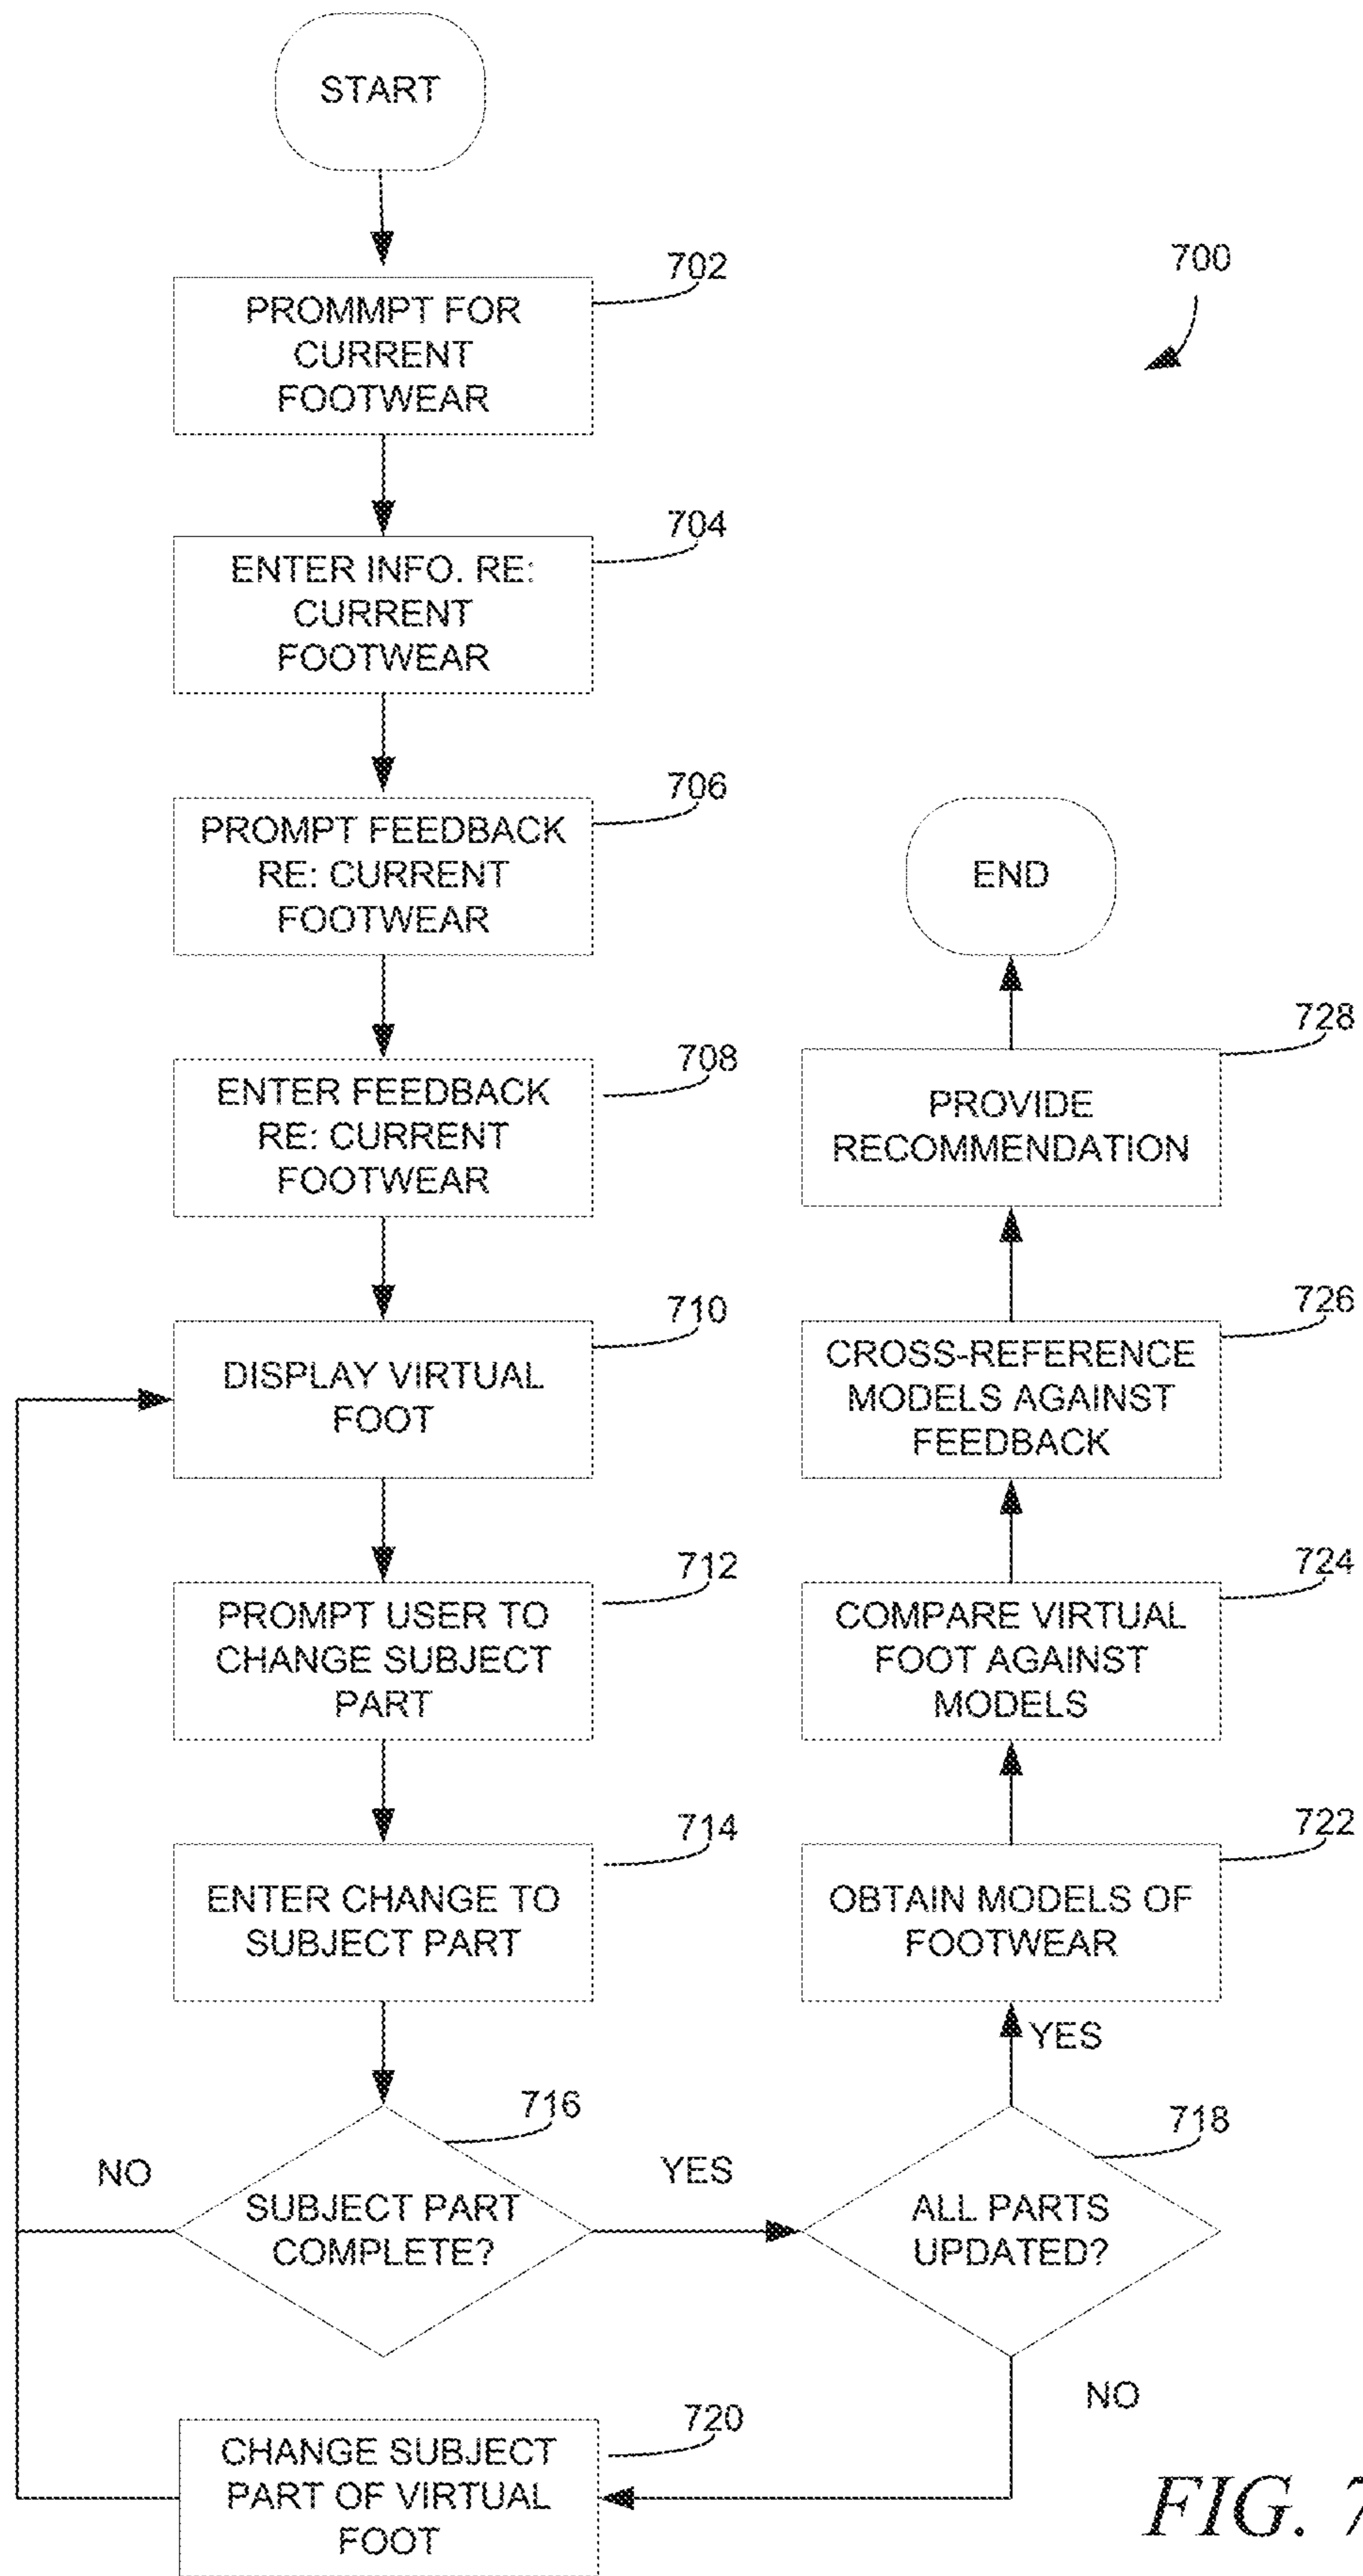 START
700
702
PROMMPT FOR
CURRENT
FOOTWEAR
704
ENTER INFO. RE:
CURRENT
FOOTWEAR
706
PROMPT FEEDBACK
RE: CURRENT
FOOTWEAR
708
ENTER FEEDBACK
RE: CURRENT
FOOTWEAR
710
DISPLAY VIRTUAL
FOOT
712
PROMPT USER TO
CHANGE SUBJECT
PART
714
ENTER CHANGE TO
SUBJECT PART
716
NO
YES
SUBJECT PART
COMPLETE?
718
ALL PARTS
UPDATED?
YES
NO
720
CHANGE SUBJECT
PART OF VIRTUAL
FOOT
722
OBTAIN MODELS OF
FOOTWEAR
724
COMPARE VIRTUAL
FOOT AGAINST
MODELS
726
CROSS-REFERENCE
MODELS AGAINST
FEEDBACK
728
PROVIDE
RECOMMENDATION
END
FIG. 7